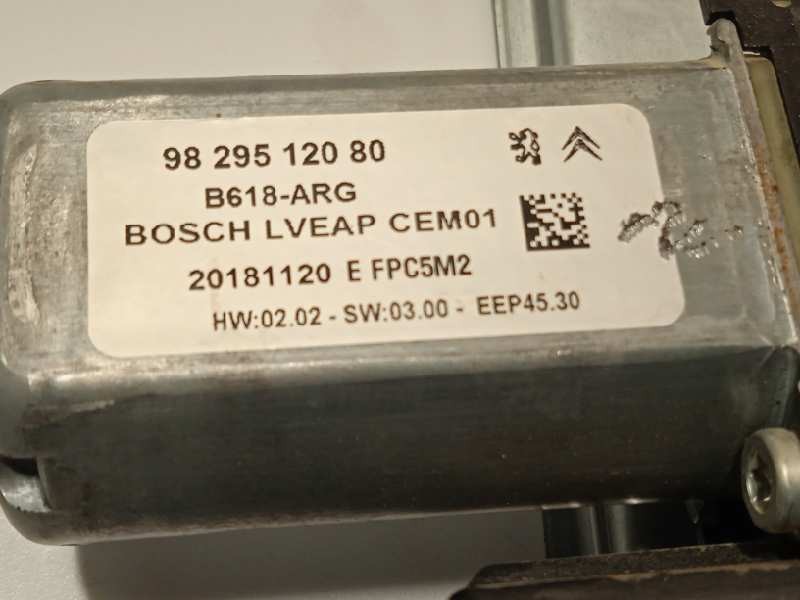 98 295 120 80
B618-ARG
BOSCH LVEAP CEM01
20181120 E FPC5M2
HW:02.02 - SW:03.00 - EEP45.30